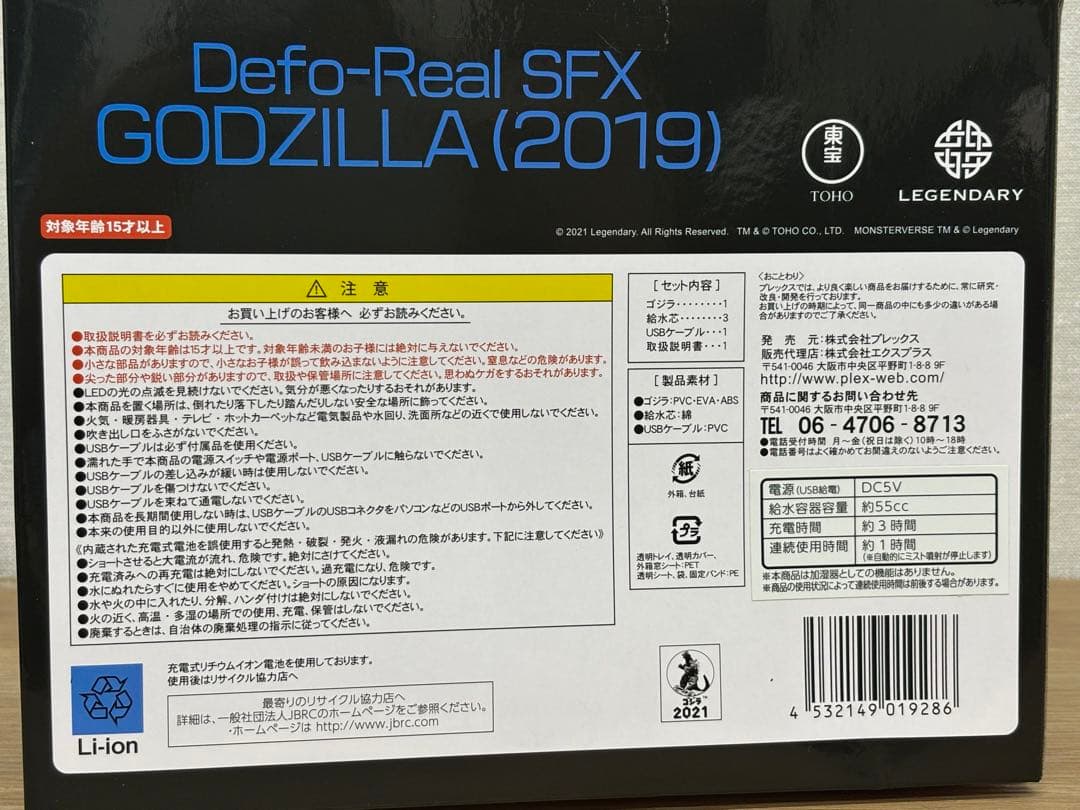 Defo-Real SFX
GODZILLA(2019)
東宝
TOHO
LEGENDARY
対象年齢15才以上
© 2021 Legendary. All Rights Reserved. TM & © TOHO CO., LTD. MONSTERVERSE TM & © Legendary
⚠ 注意
お買い上げのお客様へ 必ずお読みください。
●取扱説明書を必ずお読みください。
●本商品の対象年齢は15才以上です。対象年齢未満のお子様には絶対に与えないでください。
●小さな部品がありますので、小さなお子様が誤って飲み込まないように注意してください。窒息などの危険があります。
●尖った部分や鋭い部分がありますので、取扱や保管場所に注意してください。思わぬケガをするおそれがあります。
●LEDの光の点滅を見続けないでください。気分が悪くなったりするおそれがあります。
●本商品を置く場所は、倒れたり落下したり踏んだりしない安全な場所に飾ってください。
●火気・暖房器具・テレビ・ホットカーペットなど電気製品や水回り、洗面所などの近くで使用しないでください。
●吹き出し口をふさがないでください。
●USBケーブルは必ず付属品を使用ください。
●濡れた手で本商品の電源スイッチや電源ポート、USBケーブルに触らないでください。
●USBケーブルの差し込みが緩い時は使用しないでください。
●USBケーブルを傷つけないでください。
●USBケーブルを束ねて通電しないでください。
●本商品を長期間使用しない時は、USBケーブルのUSBコネクタをパソコンなどのUSBポートから外してください。
●本来の使用目的以外に使用しないでください。
《内蔵された充電式電池を誤使用すると発熱・破裂・発火・液漏れの危険があります。下記に注意してください》
●ショートさせると大電流が流れ、危険です。絶対にさけてください。
●充電済みへの再充電は絶対にしないでください。過充電になり、危険です。
●水にぬれたらすぐに使用をやめてください。ショートの原因になります。
●水や火の中に入れたり、分解、ハンダ付けは絶対にしないでください。
●火の近く、高温・多湿の場所での使用、充電、保管はしないでください。
●廃棄するときは、自治体の廃棄処理の指示に従ってください。
[セット内容]
ゴジラ・・・・・・・・1
給水芯・・・・・・・・3
USBケーブル・・・1
取扱説明書・・・・1
[製品素材]
●ゴジラ:PVC・EVA・ABS
●給水芯:綿
●USBケーブル:PVC
紙
外箱、台紙
プラ
透明トレイ、透明カバー、
外箱窓シート:PET
透明シート、袋、固定バンド:PE
〈おことわり〉
プレックスでは、より良く楽しい商品をお届けするために、常に研究・
改良・開発を行っております。
お買い上げの時期によって、同一商品の中にも多少の違いがある場
合がありますのでご了承ください。
発売元:株式会社プレックス
販売代理店:株式会社エクスプラス
〒541-0046 大阪市中央区平野町1-8-8 9F
http://www.plex-web.com/
商品に関するお問い合わせ先
〒541-0046 大阪市中央区平野町1-8-8 9F
TEL 06-4706-8713
●電話受付時間 月～金(祝日は除く)10時～18時
●電話番号はよく確かめてお間違えのないようご注意ください。
電源(USB給電) DC5V
給水容器容量 約55cc
充電時間 約3時間
連続使用時間 約1時間
(※自動的にミスト噴射が停止します)
※本商品は加湿器としての機能はありません。
※商品の使用状況によって連続使用時間は前後する場合があります。
Li-ion
充電式リチウムイオン電池を使用しております。
使用後はリサイクル協力店へ
最寄りのリサイクル協力店へ
詳細は、一般社団法人JBRCのホームページをご参照ください。
・ホームページは http://www.jbrc.com
ゴジラ
2021
4 532149 019286